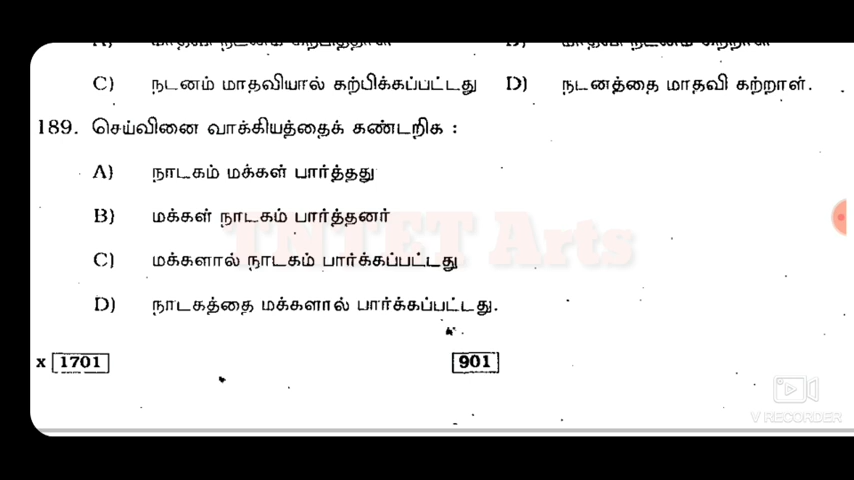 C) நடனம் மாதவியால் கற்பிக்கப்பட்டது D) நடனத்தை மாதவி கற்றாள்.
189. செய்வினை வாக்கியத்தைக் கண்டறிக :
A) நாடகம் மக்கள் பார்த்தது
B) மக்கள் நாடகம் பார்த்தனர்
TNTET Arts
C) மக்களால் நாடகம் பார்க்கப்பட்டது
D) நாடகத்தை மக்களால் பார்க்கப்பட்டது.
x 1701 901
V RECORDER